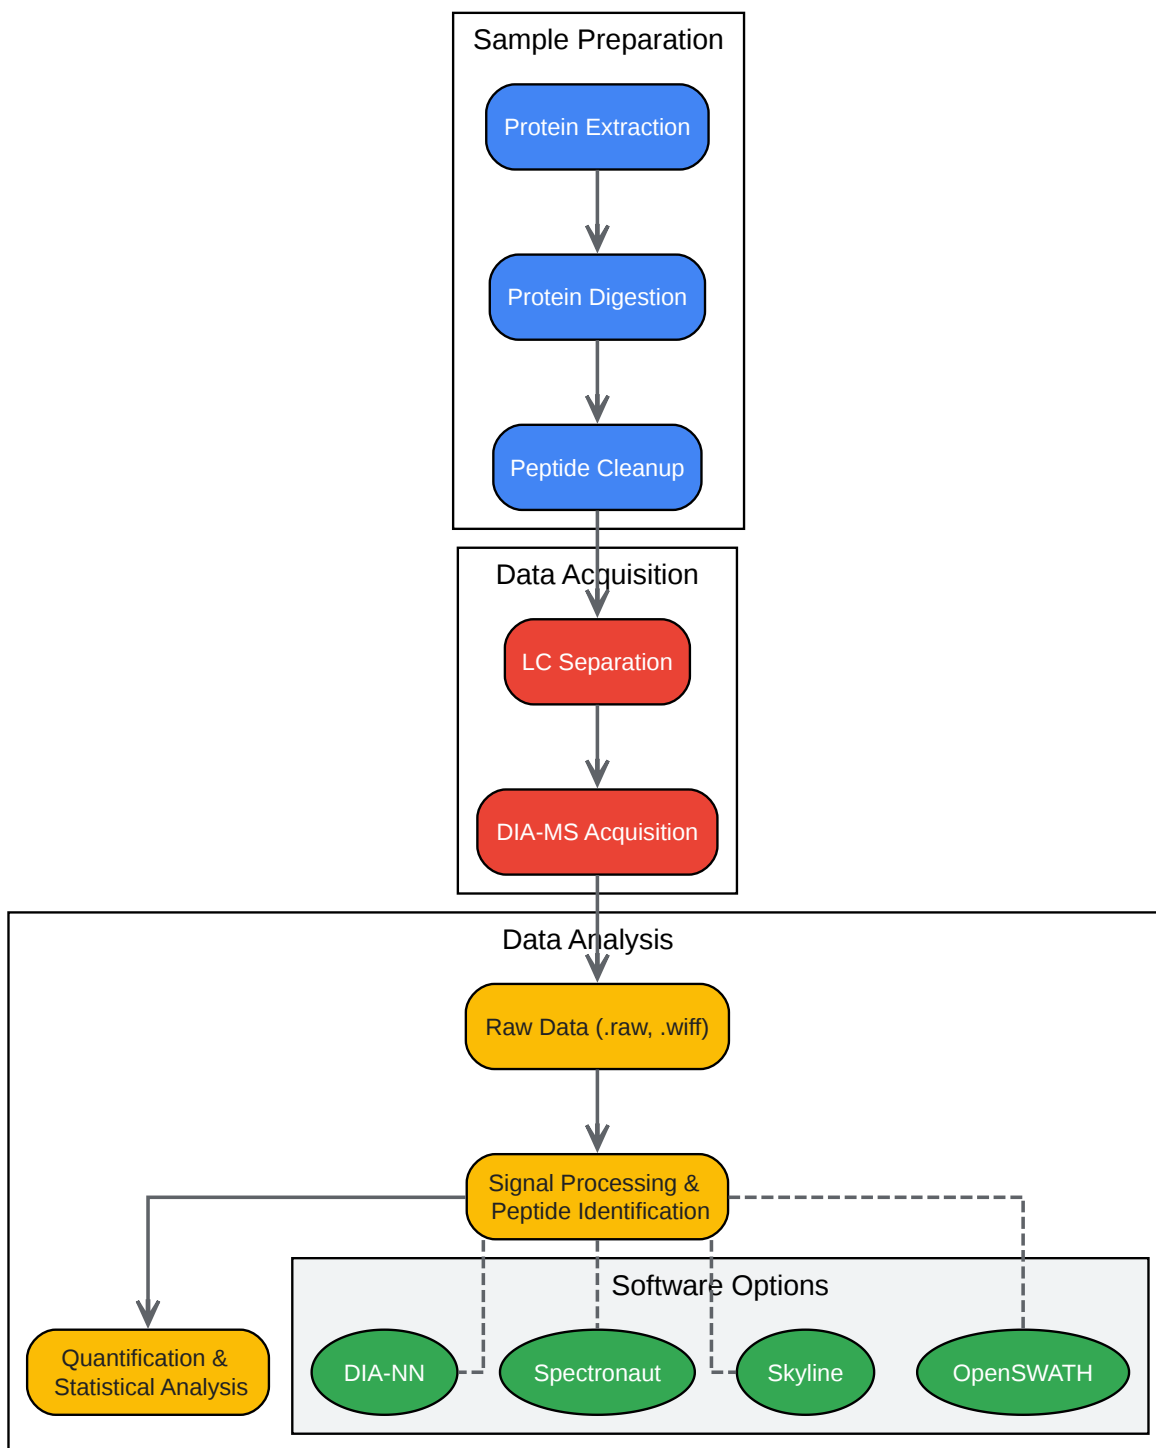 Sample Preparation
Protein Extraction
Protein Digestion
Peptide Cleanup
Data Acquisition
LC Separation
DIA-MS Acquisition
Data Analysis
Raw Data (.raw, .wiff)
Signal Processing &
Peptide Identification
Software Options
Quantification &
Statistical Analysis
DIA-NN
Spectronaut
Skyline
OpenSWATH